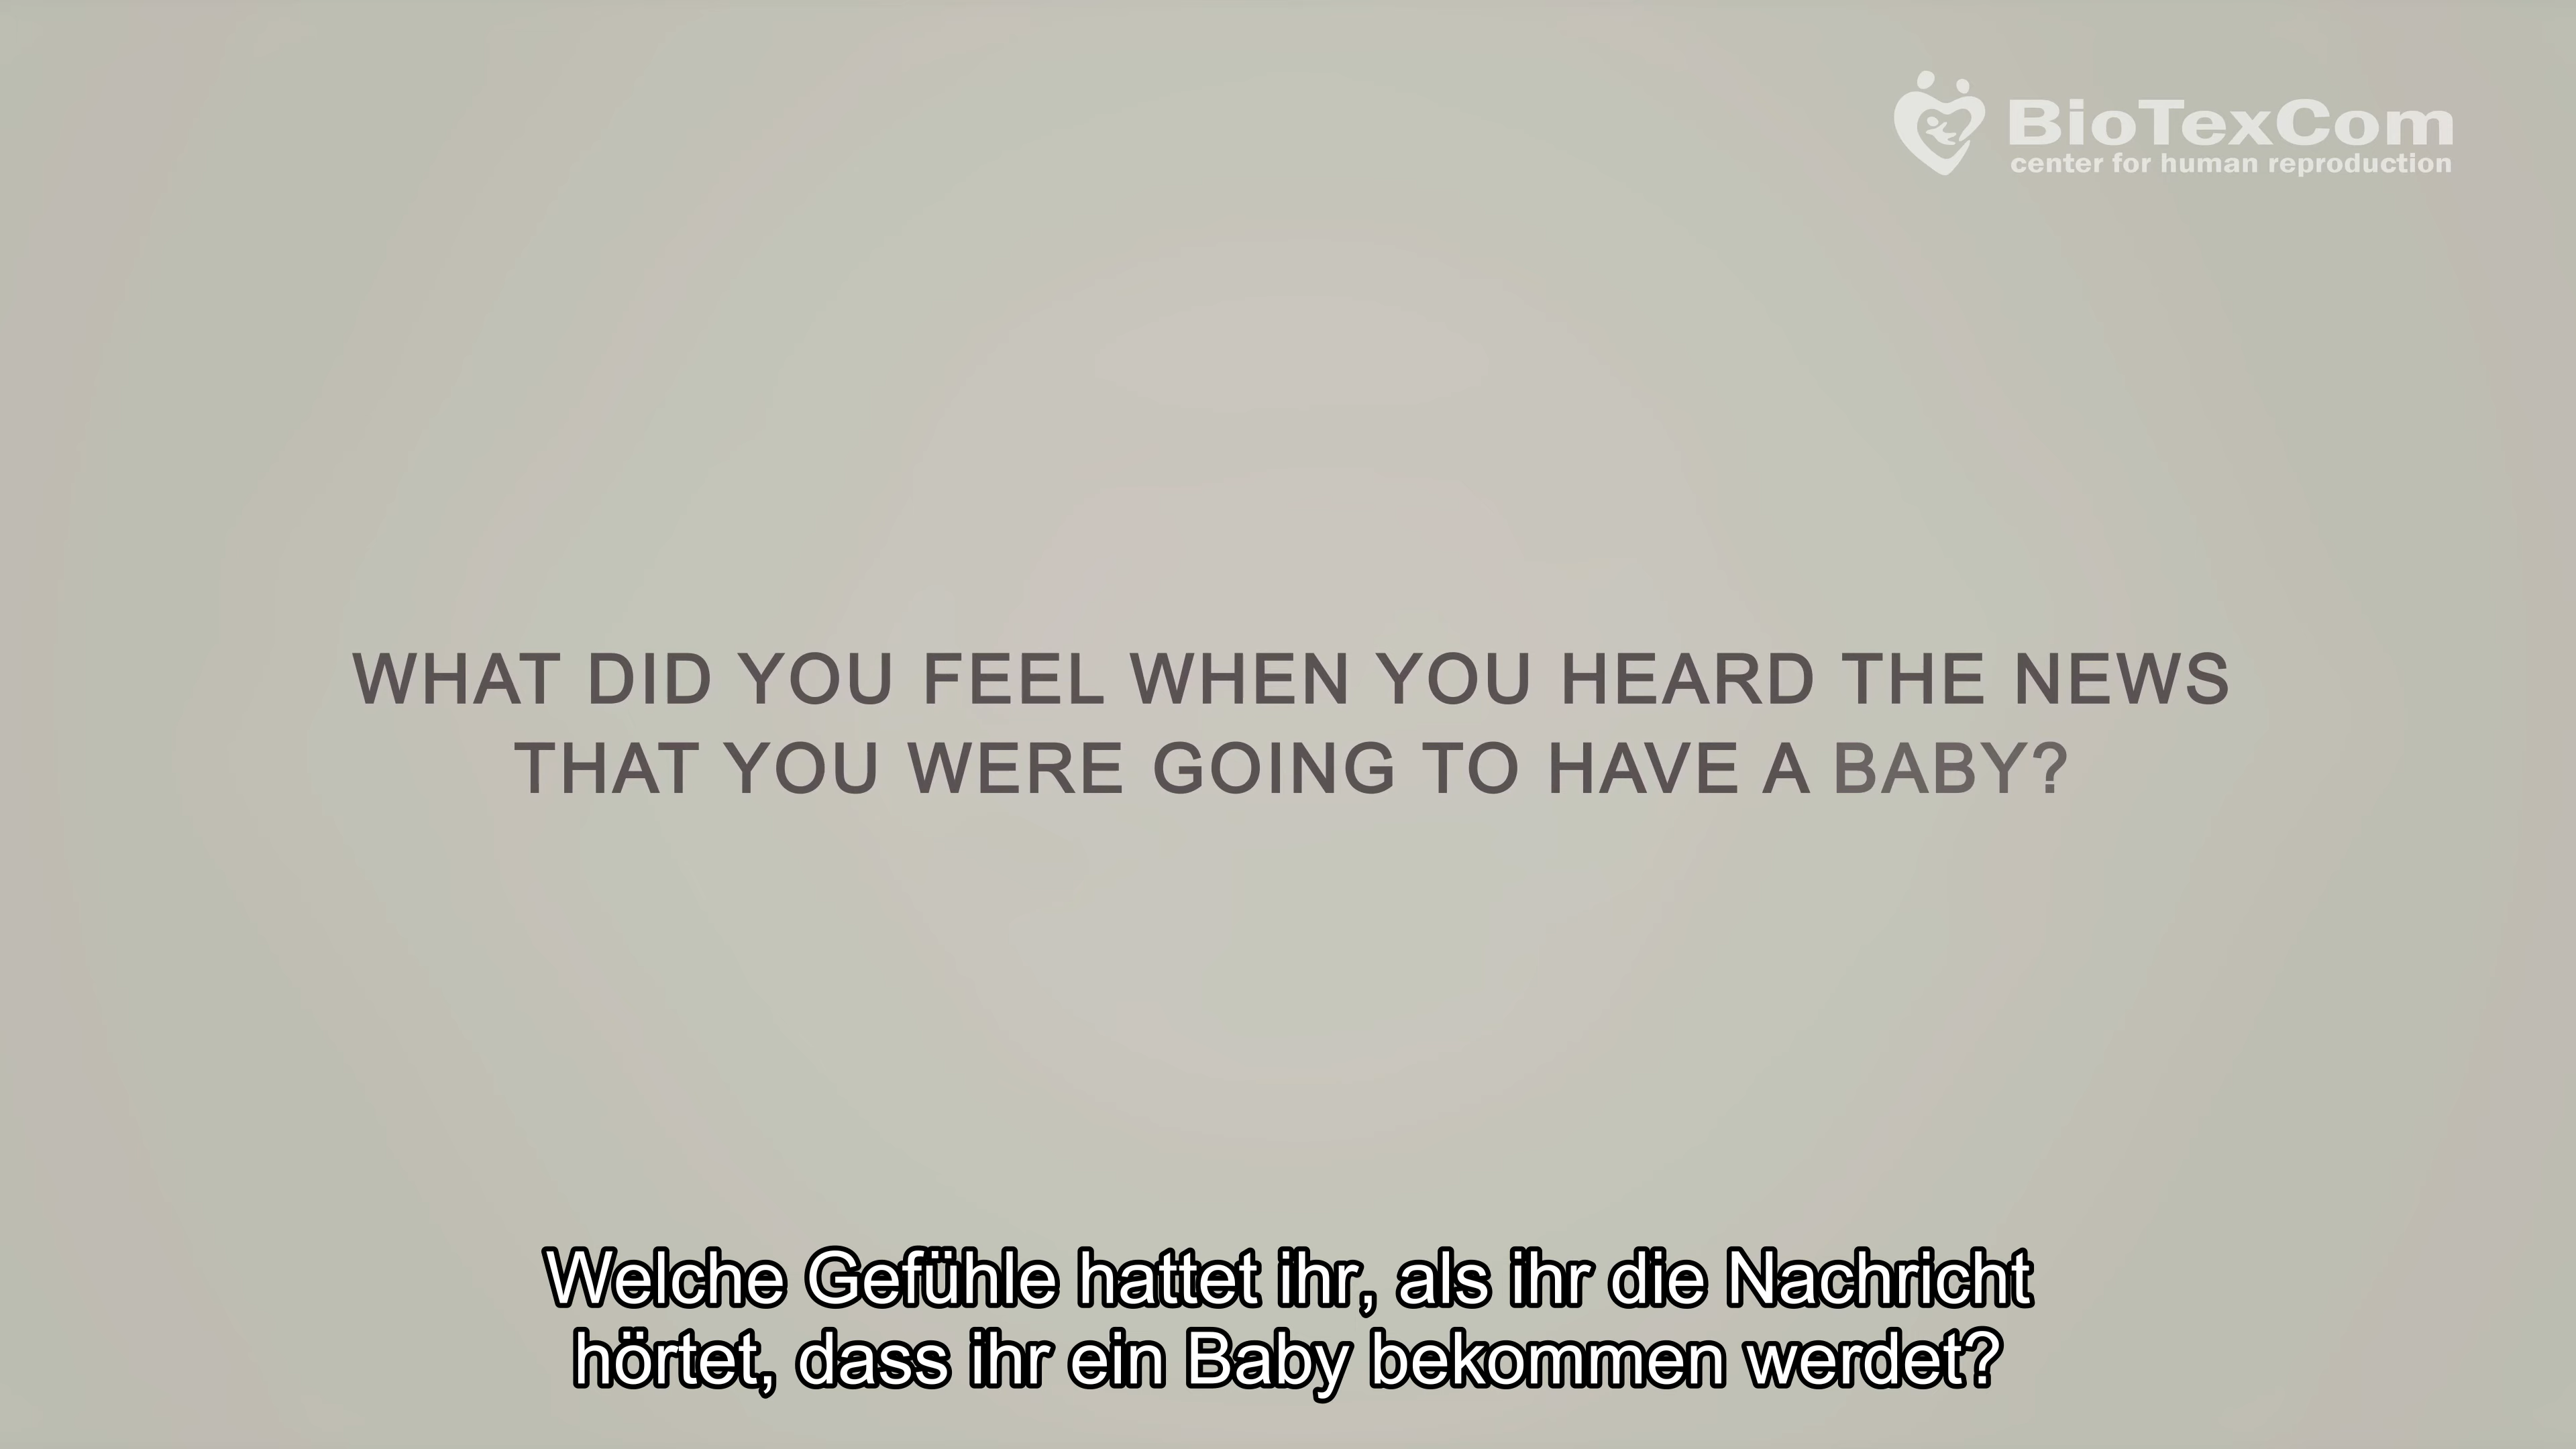 BioTexCom
center for human reproduction
WHAT DID YOU FEEL WHEN YOU HEARD THE NEWS
THAT YOU WERE GOING TO HAVE A BABY?
Welche Gefühle hattet ihr, als ihr die Nachricht
hörtet, dass ihr ein Baby bekommen werdet?